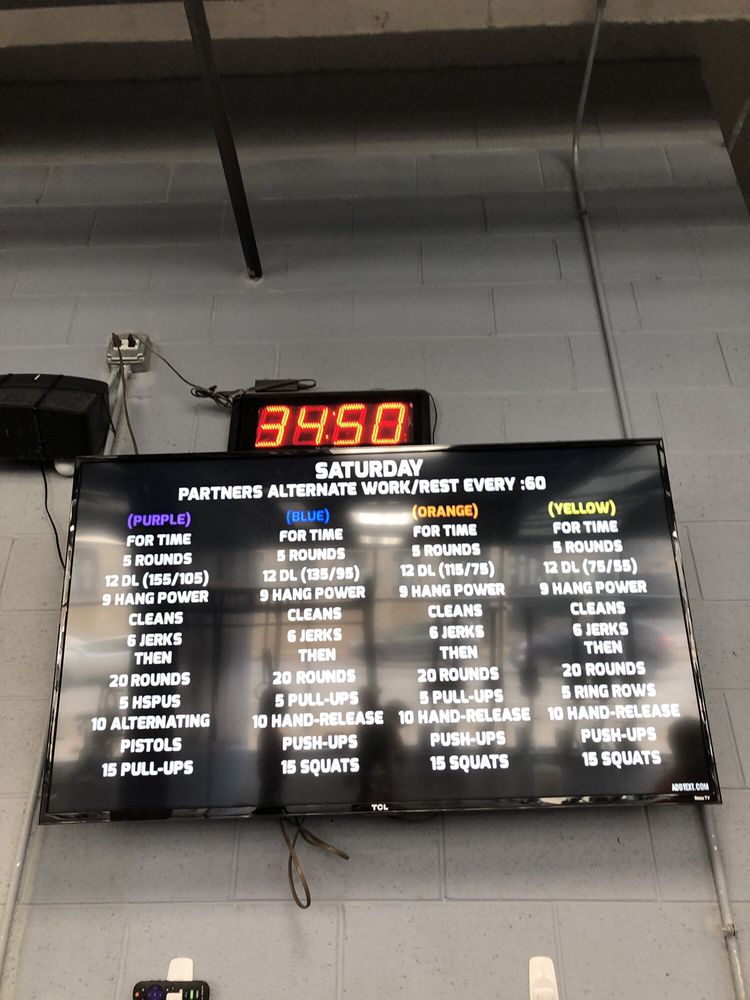 34:50
SATURDAY
PARTNERS ALTERNATE WORK/REST EVERY :60
(PURPLE)
FOR TIME
5 ROUNDS
12 DL (155/105)
9 HANG POWER
CLEANS
6 JERKS
THEN
20 ROUNDS
5 HSPUS
10 ALTERNATING
PISTOLS
15 PULL-UPS
(BLUE)
FOR TIME
5 ROUNDS
12 DL (135/95)
9 HANG POWER
CLEANS
6 JERKS
THEN
20 ROUNDS
5 PULL-UPS
10 HAND-RELEASE
PUSH-UPS
15 SQUATS
(ORANGE)
FOR TIME
5 ROUNDS
12 DL (115/75)
9 HANG POWER
CLEANS
6 JERKS
THEN
20 ROUNDS
5 PULL-UPS
10 HAND-RELEASE
PUSH-UPS
15 SQUATS
(YELLOW)
FOR TIME
5 ROUNDS
12 DL (75/55)
9 HANG POWER
CLEANS
6 JERKS
THEN
20 ROUNDS
5 RING ROWS
10 HAND-RELEASE
PUSH-UPS
15 SQUATS
ADDTEXT.COM
TCL
Roku TV